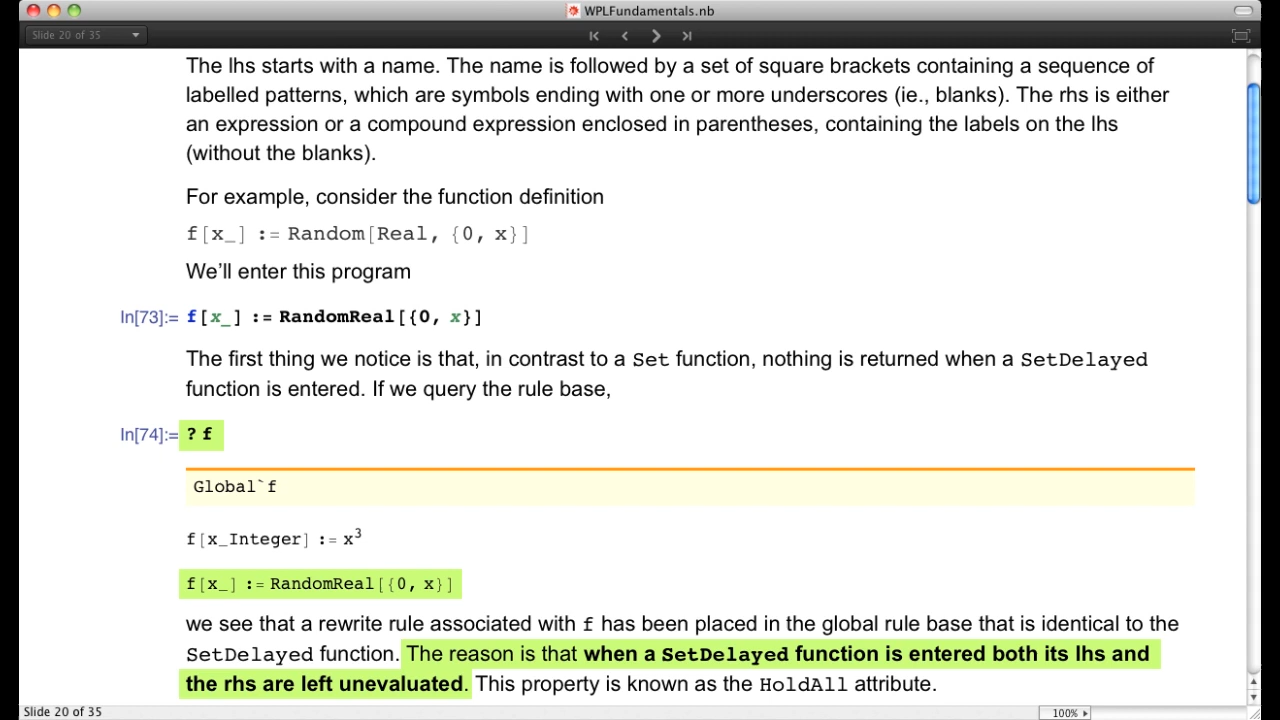 WPLFundamentals.nb
Slide 20 of 35
The lhs starts with a name. The name is followed by a set of square brackets containing a sequence of
labelled patterns, which are symbols ending with one or more underscores (ie., blanks). The rhs is either
an expression or a compound expression enclosed in parentheses, containing the labels on the lhs
(without the blanks).
For example, consider the function definition
f[x_] := Random[Real, {0, x}]
We'll enter this program
In[73]:= f[x_] := RandomReal[{0, x}]
The first thing we notice is that, in contrast to a Set function, nothing is returned when a SetDelayed
function is entered. If we query the rule base,
In[74]:= ? f
Global`f
f[x_Integer] := x³
f[x_] := RandomReal[{0, x}]
we see that a rewrite rule associated with f has been placed in the global rule base that is identical to the
SetDelayed function. The reason is that when a SetDelayed function is entered both its lhs and
the rhs are left unevaluated. This property is known as the HoldAll attribute.
Slide 20 of 35
100%